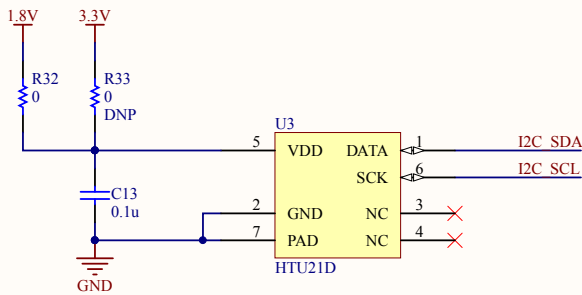 1.8V
3.3V
R32
0
R33
0
DNP
U3
5
VDD
DATA
1
I2C_SDA
SCK
6
I2C_SCL
C13
0.1u
2
GND
NC
3
7
PAD
NC
4
GND
HTU21D